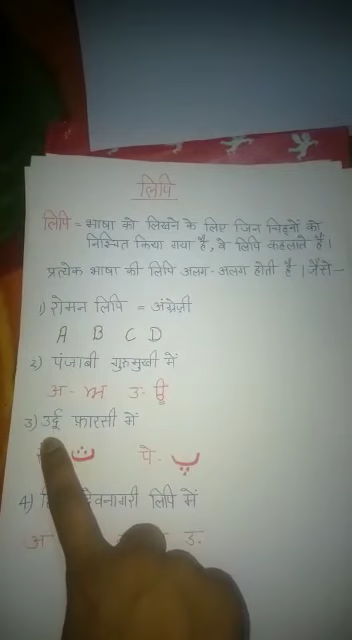 लिपि
लिपि = भाषा को लिखने के लिए जिन चिह्नों को
निश्चित किया गया है, वे लिपि कहलाते हैं।
प्रत्येक भाषा की लिपि अलग-अलग होती है। जैसे-
1) रोमन लिपि = अंग्रेज़ी
A B C D
2) पंजाबी गुरुमुखी में
अ - ਅ उ - ੳ
3) उर्दू फ़ारसी में
ث पे - پ
4) देवनागरी लिपि में
अ उ -